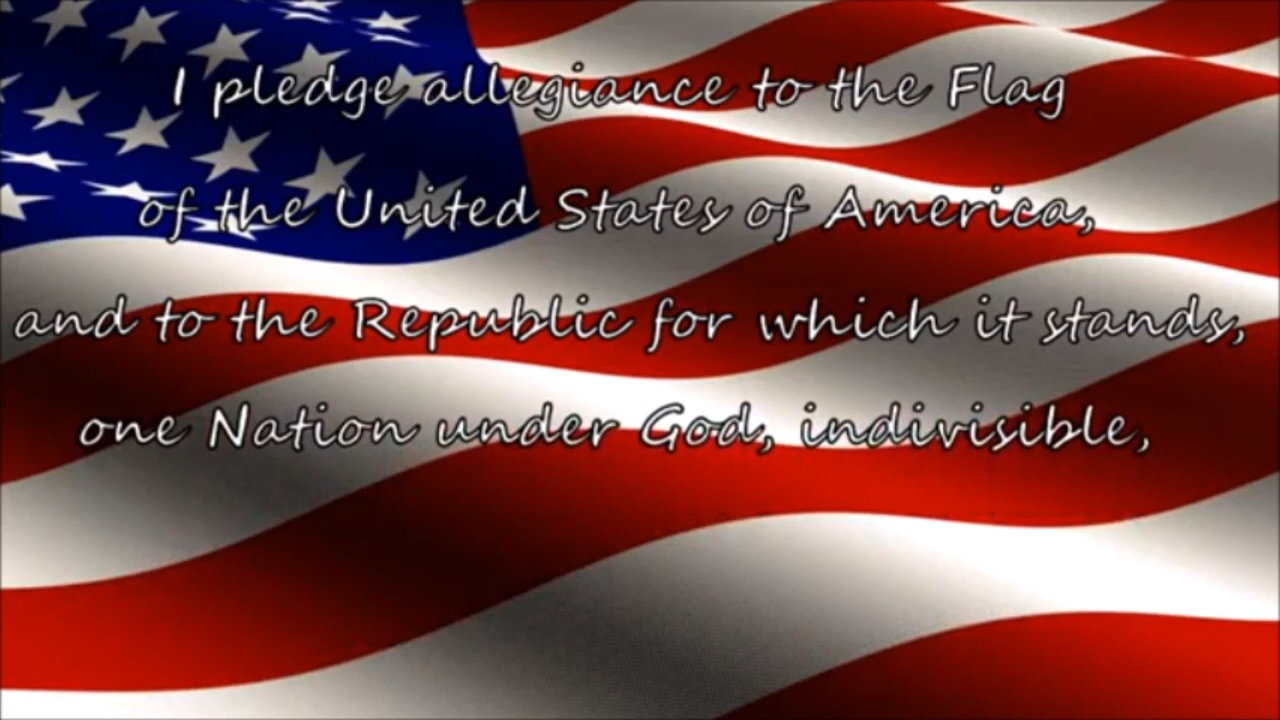 I pledge allegiance to the Flag
of the United States of America,
and to the Republic for which it stands,
one Nation under God, indivisible,